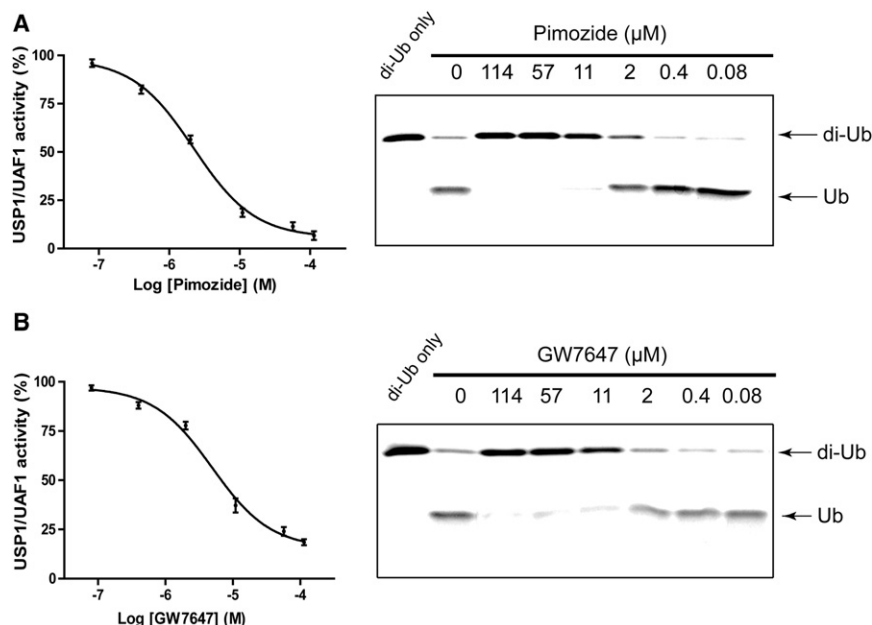 A
USP1/UAF1 activity (%)
100
75
50
25
0
-7 -6 -5 -4
Log [Pimozide] (M)
di-Ub only
Pimozide (µM)
0 114 57 11 2 0.4 0.08
di-Ub
Ub
B
USP1/UAF1 activity (%)
100
75
50
25
0
-7 -6 -5 -4
Log [GW7647] (M)
di-Ub only
GW7647 (µM)
0 114 57 11 2 0.4 0.08
di-Ub
Ub